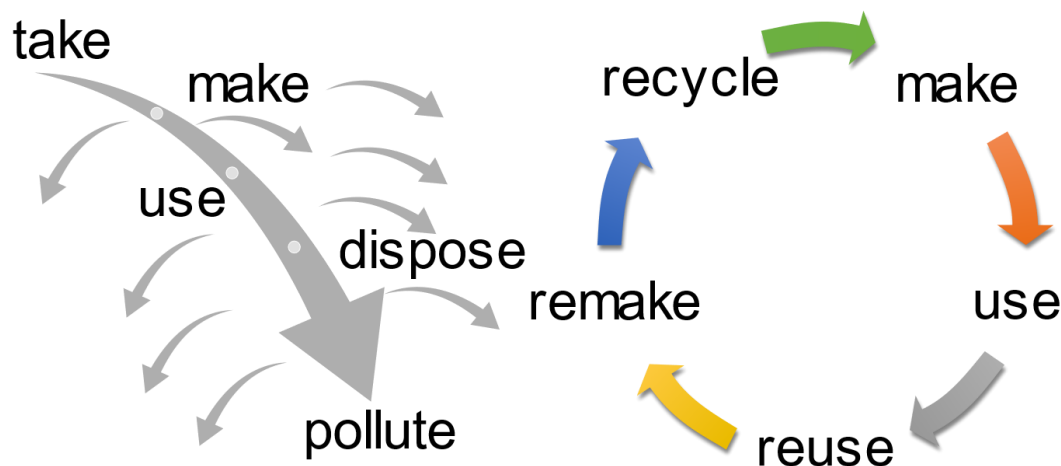 take
make
use
dispose
pollute
recycle
make
use
reuse
remake